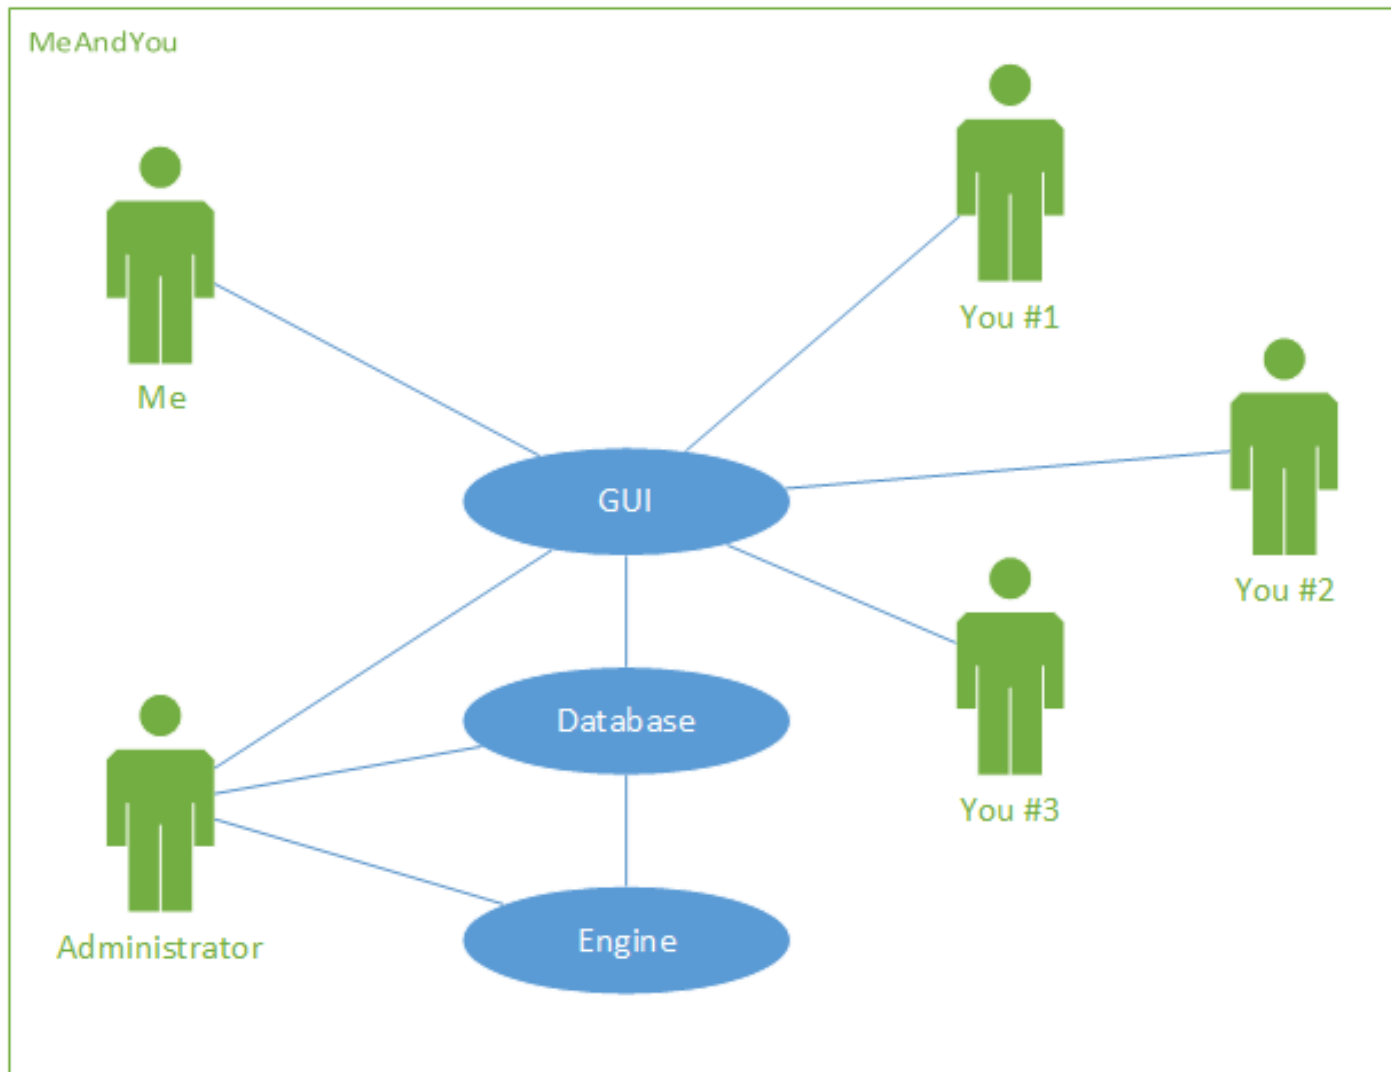 MeAndYou
You #1
Me
GUI
You #2
Database
You #3
Administrator
Engine